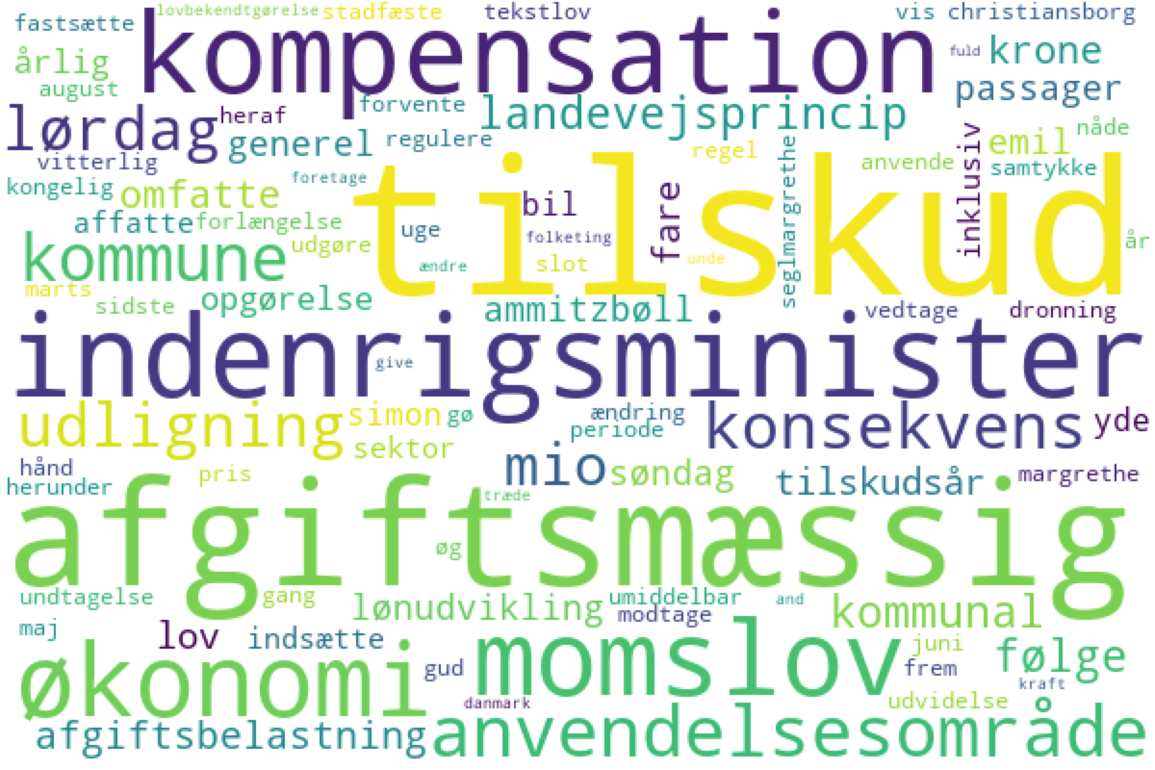 lovbekendtgørelse stadfæste tekstlov vis christiansborg
fastsætte kompensation fuld krone
årlig august passager
lørdag heraf forvente landevejsprincip
generel regulere regel seglmargrethe anvende inklusiv emil nåde
vitterlig samtykke
kongelig omfatte foretage tilskud
affatte forlængelse uge bil folketing fare
kommune udgøre ændre slot unde år
marts sidste opgørelse ammitzbøll vedtage dronning
indenrigsminister give
udligning simon gø ændring konsekvens yde
sektor periode
hånd pris mio søndag tilskudsår margrethe
herunder træde
afgiftsmæssig øg
undtagelse gang lønudvikling umiddelbar and kommunal
modtage
maj lov indsætte momslov juni følge
økonomi gud frem kraft
danmark udvidelse
afgiftsbelastning anvendelsesområde